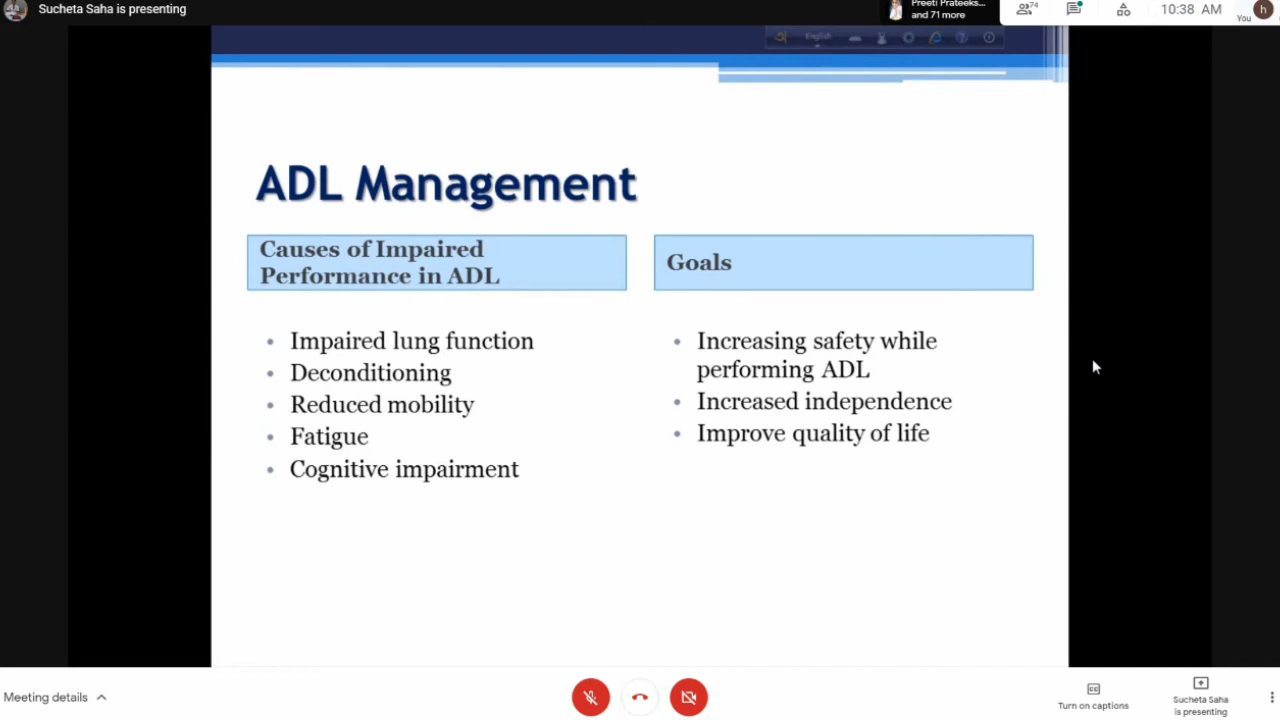 Sucheta Saha is presenting
Preeti Prateeks...
and 71 more
74
10:38 AM
You
h
English
ADL Management
Causes of Impaired
Performance in ADL
Goals
• Impaired lung function
• Deconditioning
• Reduced mobility
• Fatigue
• Cognitive impairment
• Increasing safety while
performing ADL
• Increased independence
• Improve quality of life
Meeting details
Turn on captions
Sucheta Saha
is presenting